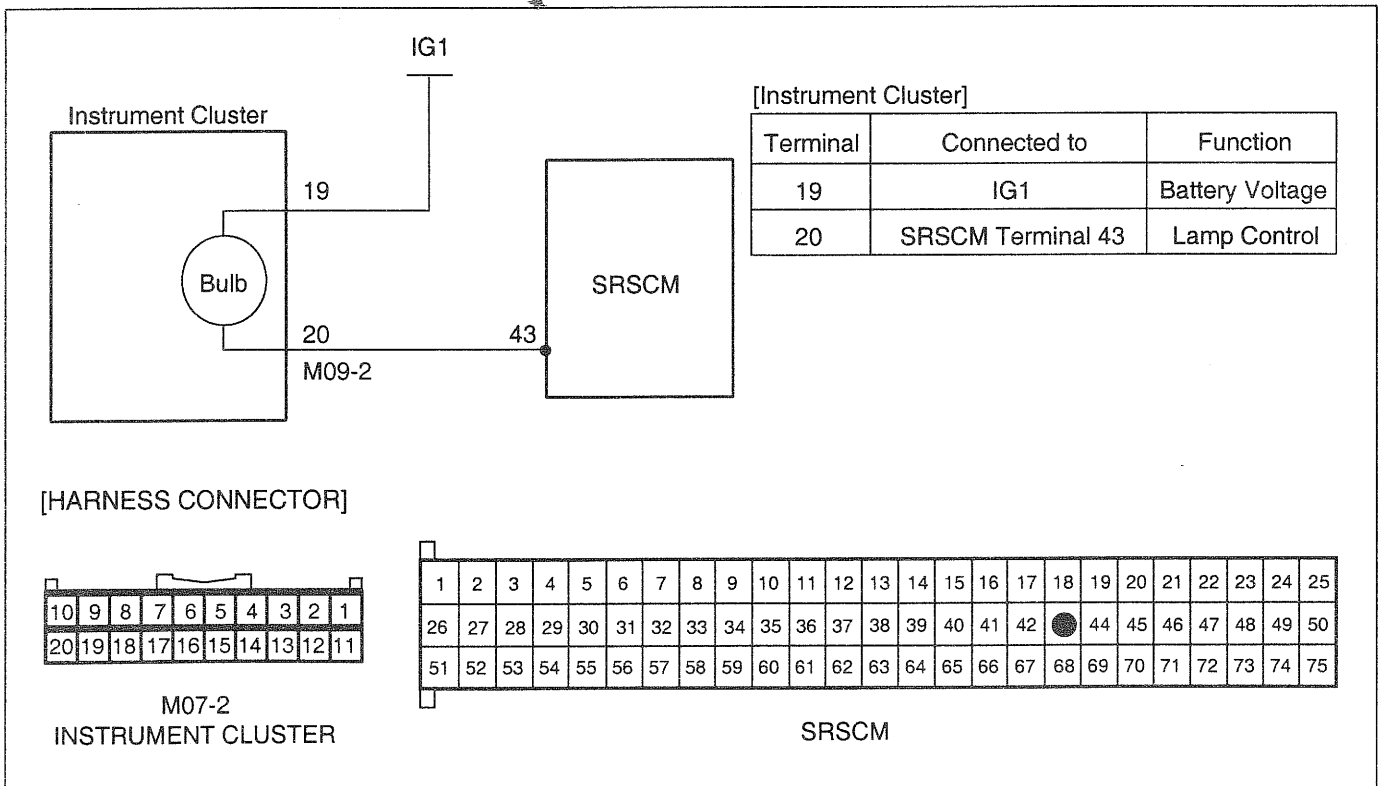 IG1
Instrument Cluster
19
Bulb
20
M09-2
43
SRSCM
[Instrument Cluster]
Terminal Connected to Function
19 IG1 Battery Voltage
20 SRSCM Terminal 43 Lamp Control
[HARNESS CONNECTOR]
10 9 8 7 6 5 4 3 2 1
20 19 18 17 16 15 14 13 12 11
M07-2
INSTRUMENT CLUSTER
1 2 3 4 5 6 7 8 9 10 11 12 13 14 15 16 17 18 19 20 21 22 23 24 25
26 27 28 29 30 31 32 33 34 35 36 37 38 39 40 41 42 44 45 46 47 48 49 50
51 52 53 54 55 56 57 58 59 60 61 62 63 64 65 66 67 68 69 70 71 72 73 74 75
SRSCM